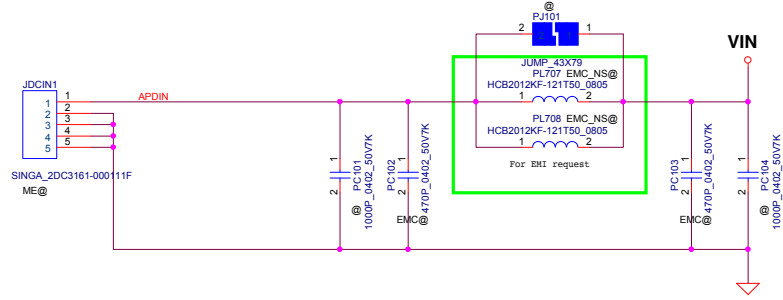 @
PJ101
2 1
2 1
JUMP_43X79
VIN
JDCIN1
1 1
2 2
3 3
4 4
5 5
APDIN
SINGA_2DC3161-000111F
ME@
PL707 EMC_NS@
HCB2012KF-121T50_0805
1 2
PL708 EMC_NS@
HCB2012KF-121T50_0805
1 2
For EMI request
1 2
PC101
1000P_0402_50V7K
@
1 2
PC102
470P_0402_50V7K
EMC@
1 2
PC103
470P_0402_50V7K
EMC@
1 2
PC104
1000P_0402_50V7K
@